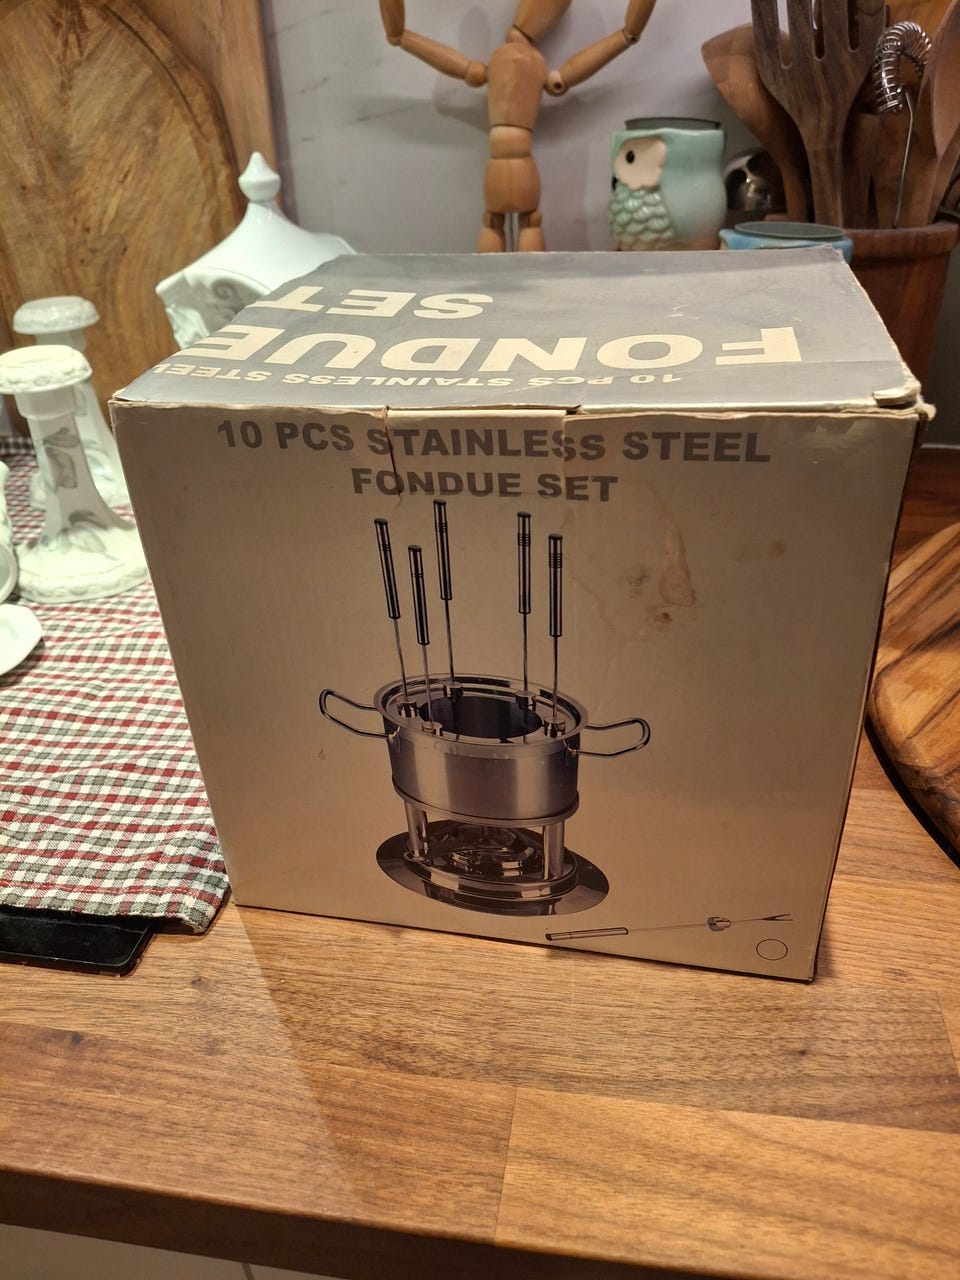 FONDUE
SET
10 PCS STAINLESS STEEL
10 PCS STAINLESS STEEL
FONDUE SET